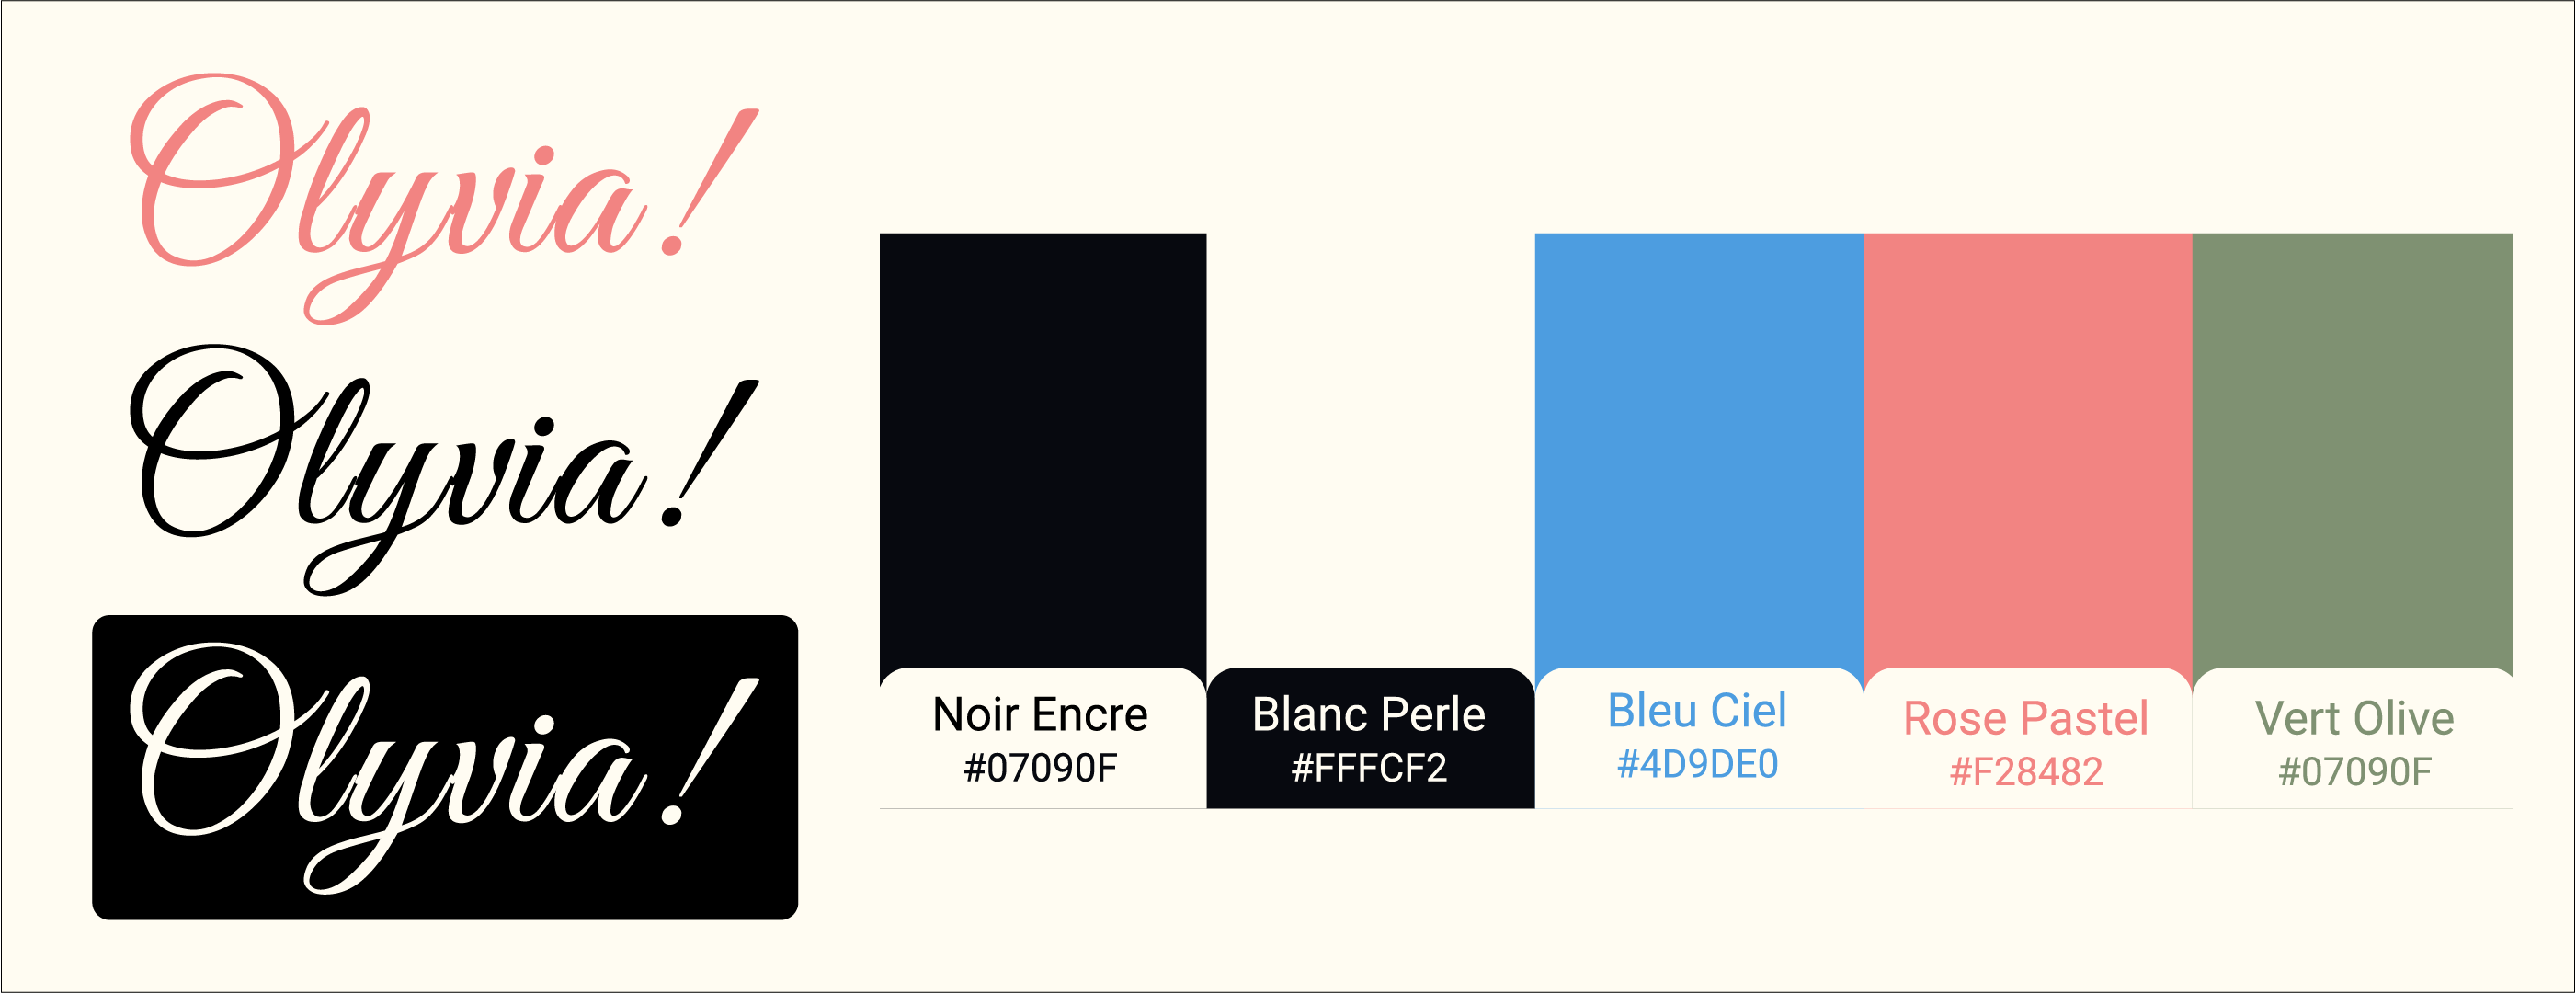 Olyvia!
Olyvia!
Olyvia!
Noir Encre
#07090F
Blanc Perle
#FFFCF2
Bleu Ciel
#4D9DE0
Rose Pastel
#F28482
Vert Olive
#07090F